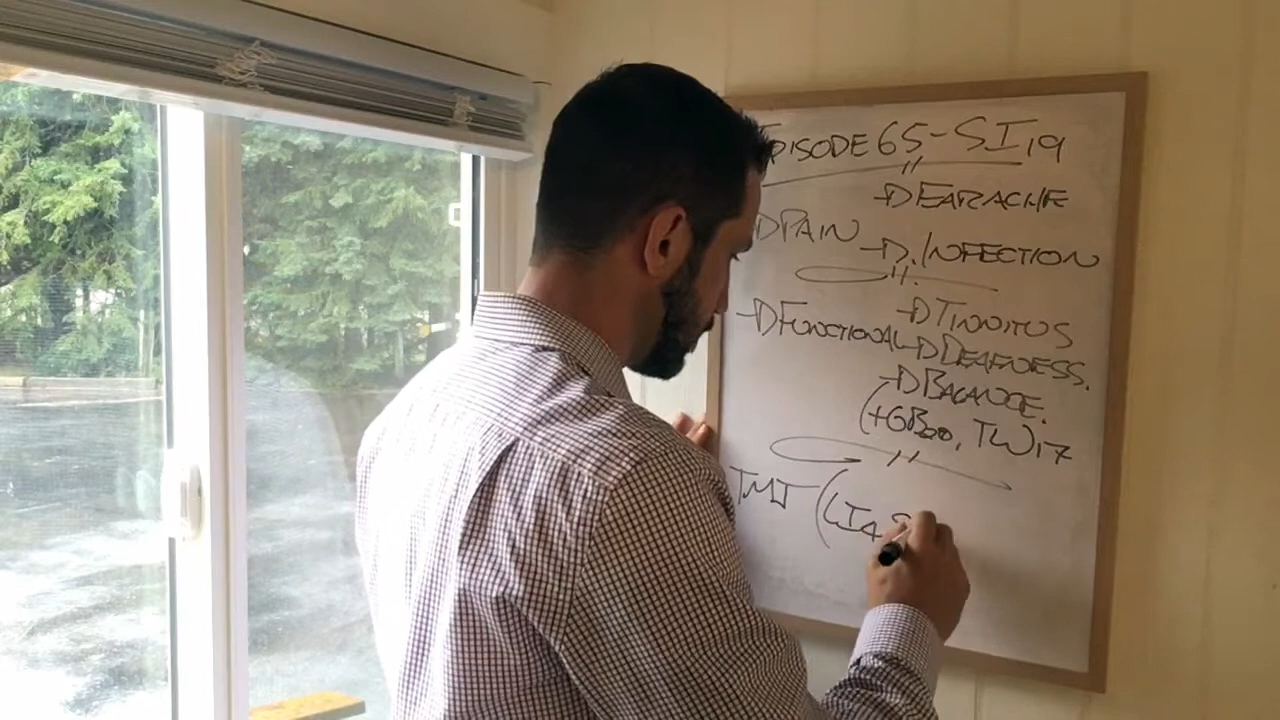 EPISODE 65 - SI19
→ EARACHE
→ PAIN → INFECTION
→ TINNITUS
→ FUNCTIONAL → DEAFNESS.
→ BALANCE.
(+GB20, TW17
TMJ (LI4